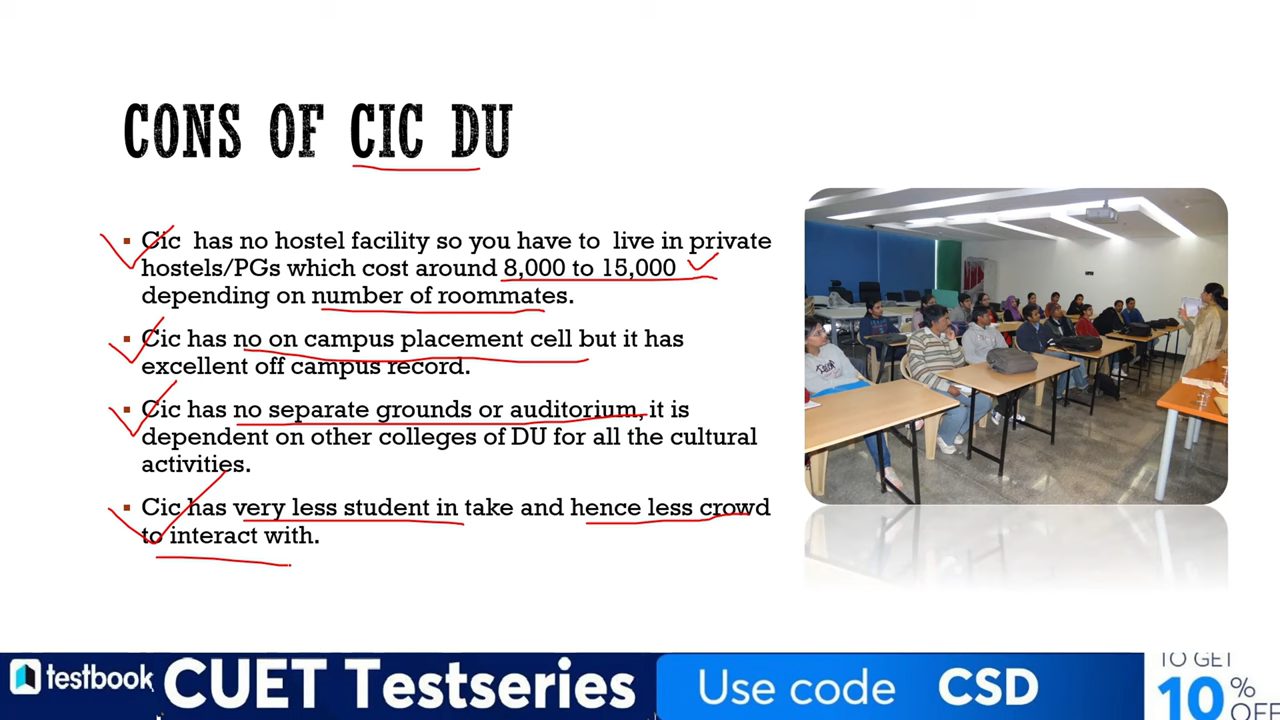 CONS OF CIC DU
Cic has no hostel facility so you have to live in private
hostels/PGs which cost around 8,000 to 15,000
depending on number of roommates.
Cic has no on campus placement cell but it has
excellent off campus record.
Cic has no separate grounds or auditorium, it is
dependent on other colleges of DU for all the cultural
activities.
Cic has very less student in take and hence less crowd
to interact with.
testbook CUET Testseries Use code CSD
TO GET
10% OFF